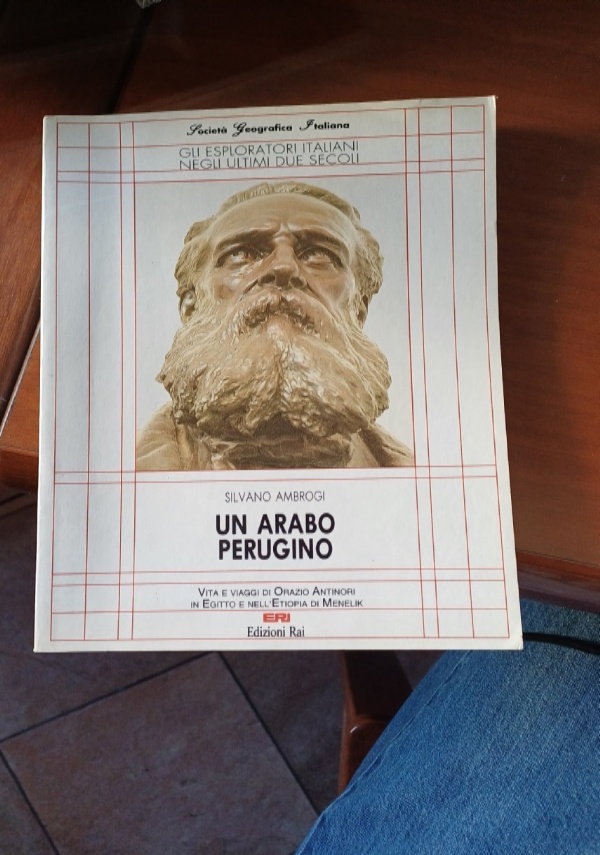 Società Geografica Italiana
GLI ESPLORATORI ITALIANI
NEGLI ULTIMI DUE SECOLI
SILVANO AMBROGI
UN ARABO
PERUGINO
VITA E VIAGGI DI ORAZIO ANTINORI
IN EGITTO E NELL'ETIOPIA DI MENELIK
ERI
Edizioni Rai